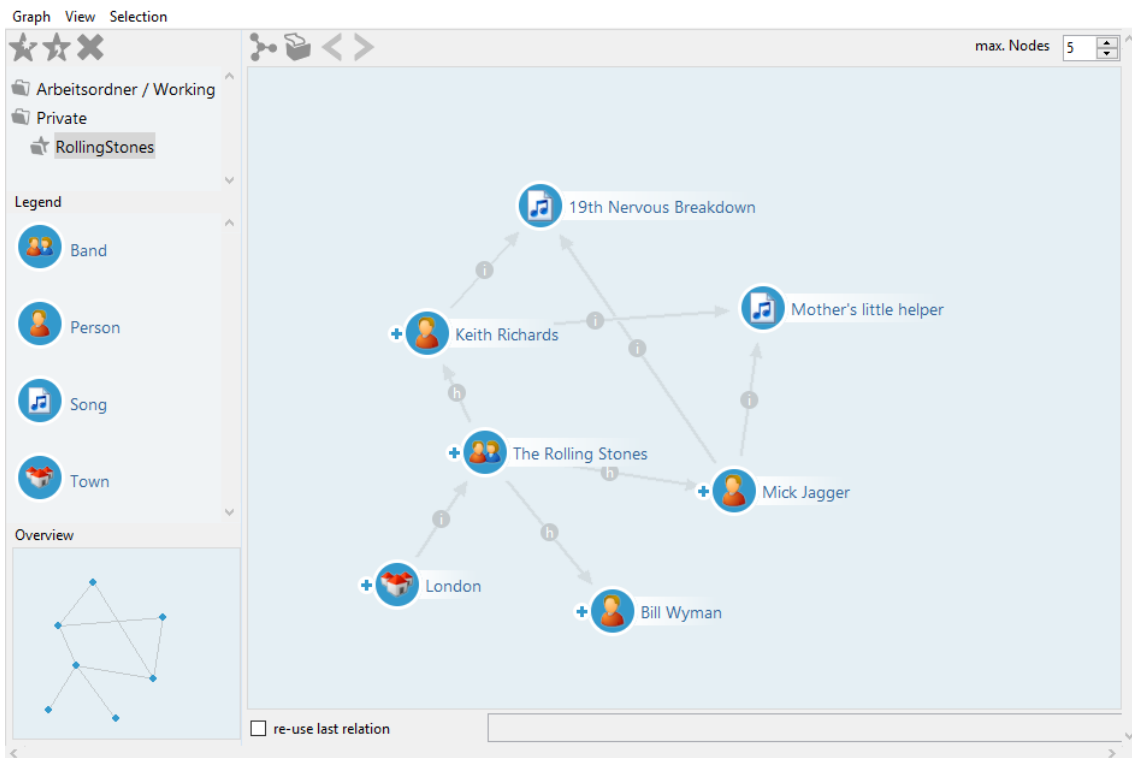 Graph View Selection
max. Nodes 5
Arbeitsordner / Working
Private
RollingStones
Legend
Band
Person
Song
Town
Overview
19th Nervous Breakdown
i
Mother's little helper
Keith Richards
i
i
h
i
The Rolling Stones
h
Mick Jagger
i
h
London
Bill Wyman
re-use last relation